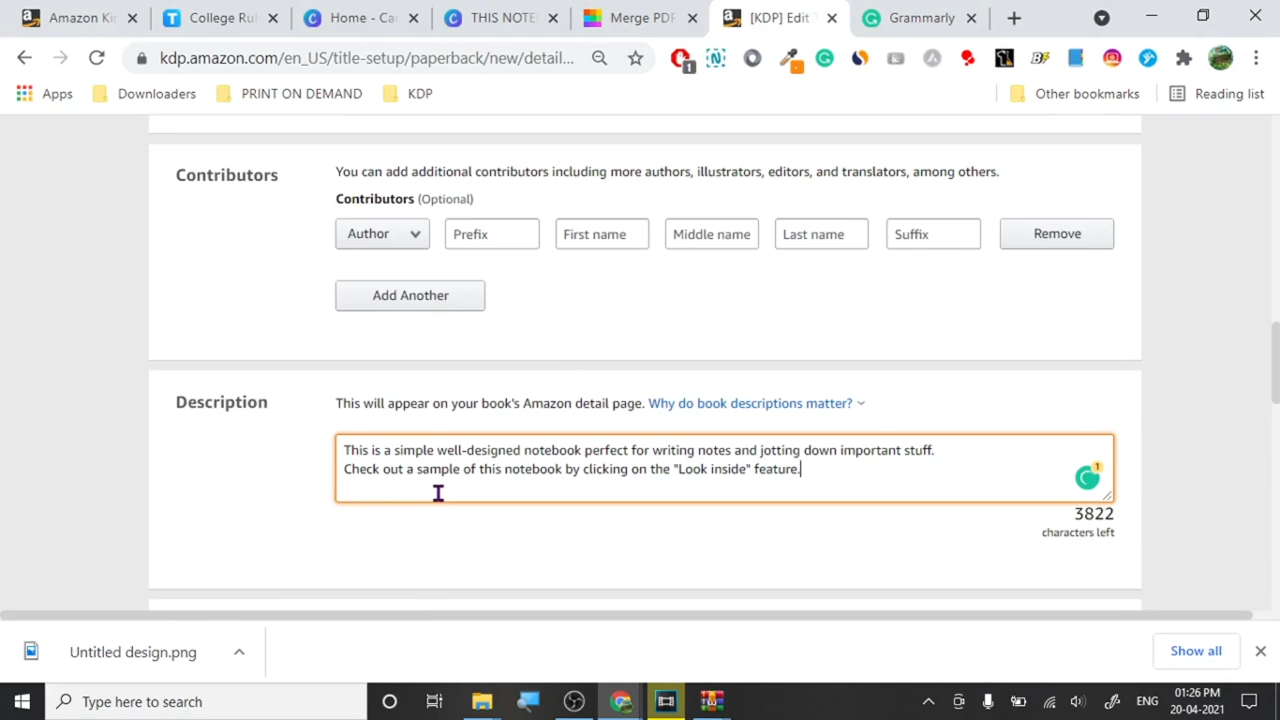 Amazon Kin
College Rul
Home - Ca
THIS NOTE
Merge PDF
[KDP] Edit
Grammarly
kdp.amazon.com/en_US/title-setup/paperback/new/detail...
1
Apps
Downloaders
PRINT ON DEMAND
KDP
Other bookmarks
Reading list
Contributors
You can add additional contributors including more authors, illustrators, editors, and translators, among others.
Contributors (Optional)
Author
Prefix
First name
Middle name
Last name
Suffix
Remove
Add Another
Description
This will appear on your book's Amazon detail page. Why do book descriptions matter?
This is a simple well-designed notebook perfect for writing notes and jotting down important stuff.
Check out a sample of this notebook by clicking on the "Look inside" feature.
1
3822
characters left
Untitled design.png
Show all
Type here to search
ENG
01:26 PM
20-04-2021